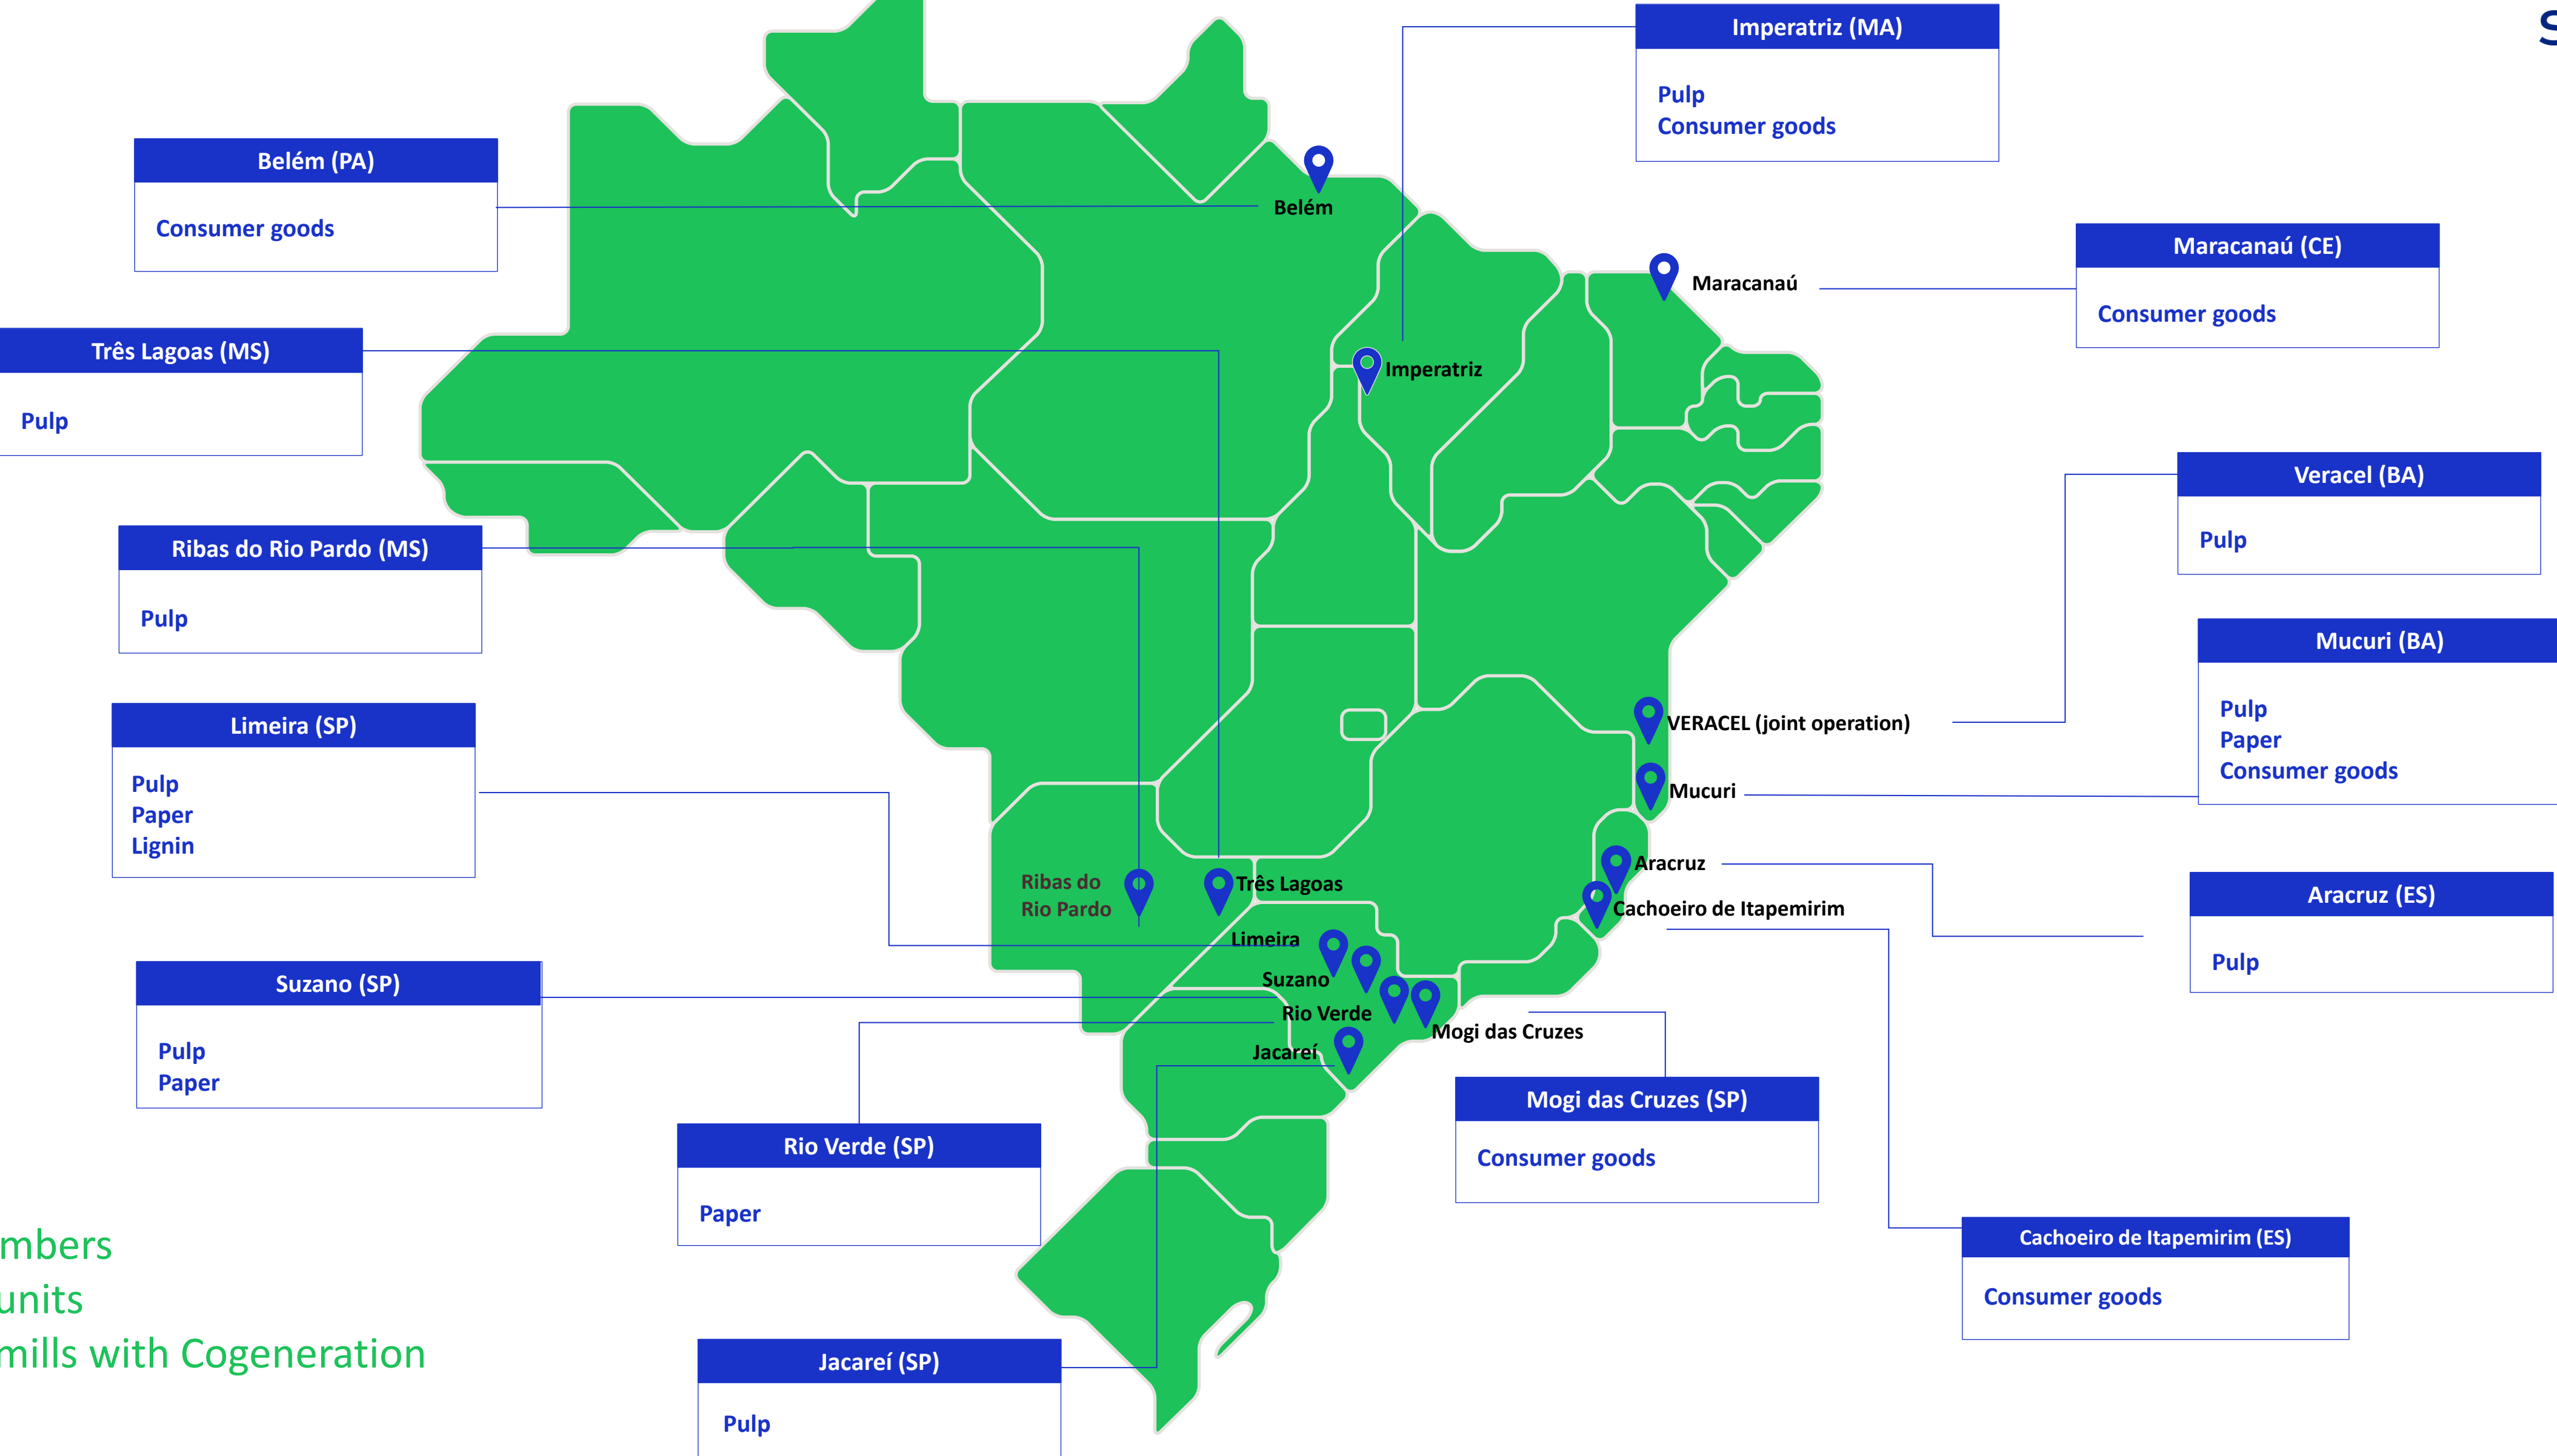 Imperatriz (MA)
Pulp
Consumer goods
Belém (PA)
Consumer goods
Belém
Maracanaú (CE)
Consumer goods
Maracanaú
Três Lagoas (MS)
Pulp
Imperatriz
Veracel (BA)
Pulp
Ribas do Rio Pardo (MS)
Pulp
Mucuri (BA)
Pulp
Paper
Consumer goods
Limeira (SP)
Pulp
Paper
Lignin
VERACEL (joint operation)
Mucuri
Aracruz
Cachoeiro de Itapemirim
Aracruz (ES)
Pulp
Ribas do
Rio Pardo
Três Lagoas
Limeira
Suzano
Rio Verde
Mogi das Cruzes
Jacareí
Suzano (SP)
Pulp
Paper
Mogi das Cruzes (SP)
Consumer goods
Rio Verde (SP)
Paper
Cachoeiro de Itapemirim (ES)
Consumer goods
mbers
units
mills with Cogeneration
Jacareí (SP)
Pulp